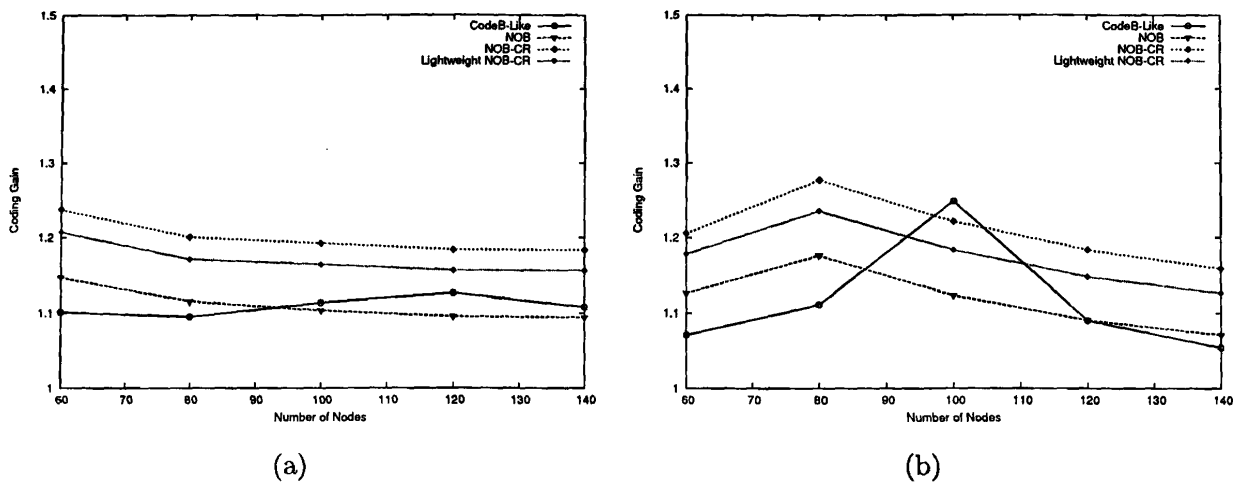 1.5
1.4
1.3
1.2
1.1
1
Coding Gain
60 70 80 90 100 110 120 130 140
Number of Nodes
CodeB-Like
NOB
NOB-CR
Lightweight NOB-CR
(a)
1.5
1.4
1.3
1.2
1.1
1
Coding Gain
60 70 80 90 100 110 120 130 140
Number of Nodes
CodeB-Like
NOB
NOB-CR
Lightweight NOB-CR
(b)